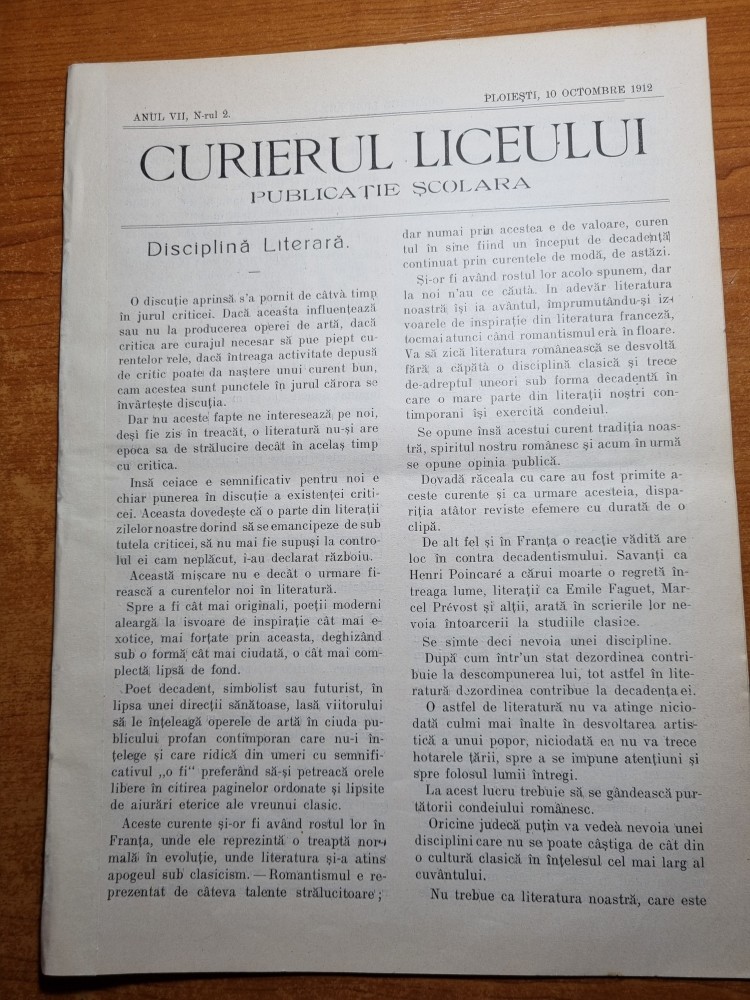 ANUL VII, N-rul 2.
PLOIEȘTI, 10 OCTOMBRE 1912
CURIERUL LICEULUI
PUBLICAȚIE ȘCOLARA
Disciplină Literară.
O discuție aprinsă s'a pornit de câtvà timp
în jurul criticei. Dacă aceasta influențează
sau nu la producerea operei de artă, dacă
critica are curajul necesar să pue piept cu-
rentelor rele, dacă întreaga activitate depusă
de critic poate da naștere unui curent bun,
cam acestea sunt punctele în jurul cărora se
învârtește discuția.
Dar nu aceste fapte ne interesează pe noi,
deși fie zis în treacăt, o literatură nu-și are
epoca sa de strălucire decât în acelaș timp
cu critica.
Insă ceiace e semnificativ pentru noi e
chiar punerea în discuție a existenței criti-
cei. Aceasta dovedește că o parte din literații
zilelor noastre dorind să se emancipeze de sub
tutela criticei, să nu mai fie supuși la contro-
lul ei cam neplăcut, i-au declarat războiu.
Această mișcare nu e decât o urmare fi-
rească a curentelor noi în literatură.
Spre a fi cât mai originali, poeții moderni
aleargă la isvoare de inspirație cât mai e-
xotice, mai forțate prin aceasta, deghizând
sub o formă cât mai ciudată, o cât mai com-
plectă lipsă de fond.
Poet decadent, simbolist sau futurist, în
lipsa unei direcții sănătoase, lasă viitorului
să le înțeleagă operele de artă în ciuda pu-
blicului profan contimporan care nu-i în-
țelege și care ridică din umeri cu semnifi-
cativul „o fi“ preferând să-și petreacă orele
libere în citirea paginelor ordonate și lipsite
de aiurări eterice ale vreunui clasic.
Aceste curente și-or fi având rostul lor în
Franța, unde ele reprezintă o treaptă nor-
mală în evoluție, unde literatura și-a atins
apogeul sub clasicism. — Romantismul e re-
prezentat de câteva talente strălucitoare;
dar numai prin acestea e de valoare, curen
tul în sine fiind un început de decadență
continuat prin curentele de modă, de astăzi.
Și-or fi având rostul lor acolo spunem, dar
la noi n'au ce căutà. In adevăr literatura
noastră își ia avântul, împrumutându-și iz-
voarele de inspirație din literatura franceză,
tocmai atunci când romantismul erà în floare.
Va să zică literatura românească se desvoltă
fără a căpătà o disciplină clasică și trece
de-adreptul uneori sub forma decadentă în
care o mare parte din literații noștri con-
timporani își exercită condeiul.
Se opune însă acestui curent tradiția noas-
tră, spiritul nostru românesc și acum în urmă
se opune opinia publică.
Dovadă răceala cu care au fost primite a-
ceste curente și ca urmare acesteia, dispa-
riția atâtor reviste efemere cu durată de o
clipă.
De alt fel și în Franța o reacție vădită are
loc în contra decadentismului. Savanți ca
Henri Poincaré a cărui moarte o regretă în-
treaga lume, literații ca Emile Faguet, Mar-
cel Prévost și alții, arată în scrierile lor ne-
voia întoarcerii la studiile clasice.
Se simte deci nevoia unei discipline.
După cum într'un stat dezordinea contri-
buie la descompunerea lui, tot astfel în lite-
ratură dezordinea contribue la decadența ei.
O astfel de literatură nu va atinge nicio-
dată culmi mai înalte în desvoltarea artis-
tică a unui popor, niciodată ea nu va trece
hotarele țării, spre a se impune atențiuni și
spre folosul lumii întregi.
La acest lucru trebuie să se gândească pur-
tătorii condeiului românesc.
Oricine judecă puțin va vedeà nevoia unei
disciplini care nu se poate câștiga de cât din
o cultură clasică în înțelesul cel mai larg al
cuvântului.
Nu trebue ca literatura noastră, care este